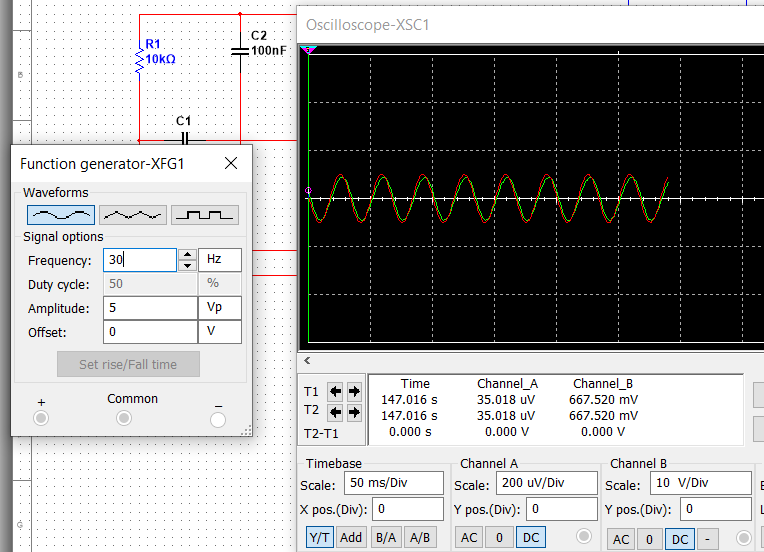 Oscilloscope-XSC1
C2
100nF
R1
10kΩ
C1
B
Function generator-XFG1
Waveforms
Signal options
Frequency: 30 Hz
Duty cycle: 50 %
Amplitude: 5 Vp
Offset: 0 V
Set rise/Fall time
+ Common −
Time Channel_A Channel_B
T1 147.016 s 35.018 uV 667.520 mV
T2 147.016 s 35.018 uV 667.520 mV
T2-T1 0.000 s 0.000 V 0.000 V
Timebase Channel A Channel B
Scale: 50 ms/Div Scale: 200 uV/Div Scale: 10 V/Div
X pos.(Div): 0 Y pos.(Div): 0 Y pos.(Div): 0
Y/T Add B/A A/B AC 0 DC AC 0 DC -
G